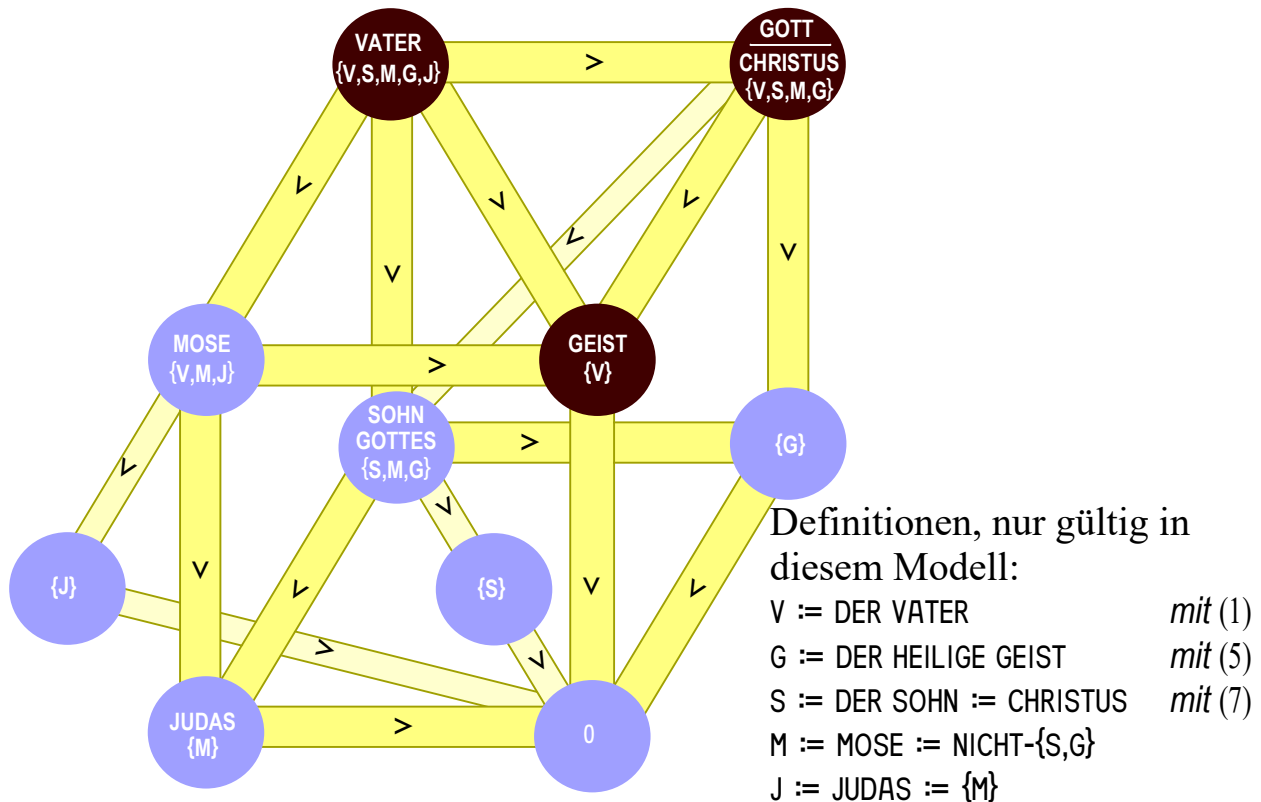 VATER
{V,S,M,G,J}
>
GOTT
CHRISTUS
{V,S,M,G}
>
>
>
>
>
>
MOSE
{V,M,J}
>
GEIST
{V}
SOHN
GOTTES
{S,M,G}
>
{G}
>
>
{J}
>
>
{S}
>
>
>
>
JUDAS
{M}
>
0
Definitionen, nur gültig in
diesem Modell:
V := DER VATER mit (1)
G := DER HEILIGE GEIST mit (5)
S := DER SOHN := CHRISTUS mit (7)
M := MOSE := NICHT-{S,G}
J := JUDAS := {M}